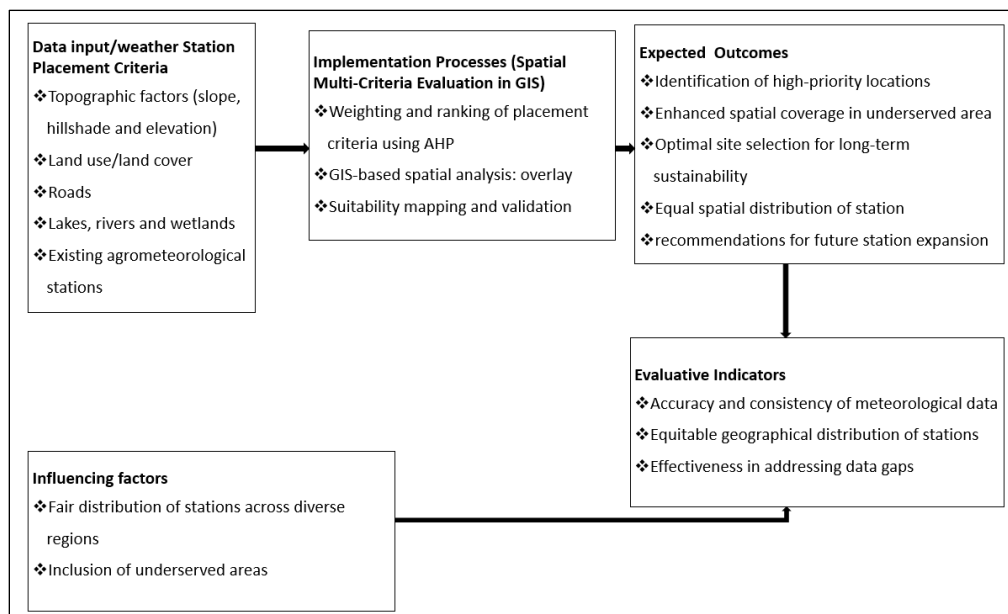 Data input/weather Station
Placement Criteria
❖Topographic factors (slope,
hillshade and elevation)
❖Land use/land cover
❖Roads
❖Lakes, rivers and wetlands
❖Existing agrometeorological
stations
Implementation Processes (Spatial
Multi-Criteria Evaluation in GIS)
❖Weighting and ranking of placement
criteria using AHP
❖GIS-based spatial analysis: overlay
❖Suitability mapping and validation
Expected Outcomes
❖Identification of high-priority locations
❖Enhanced spatial coverage in underserved area
❖Optimal site selection for long-term
sustainability
❖Equal spatial distribution of station
❖recommendations for future station expansion
Evaluative Indicators
❖Accuracy and consistency of meteorological data
❖Equitable geographical distribution of stations
❖Effectiveness in addressing data gaps
Influencing factors
❖Fair distribution of stations across diverse
regions
❖Inclusion of underserved areas